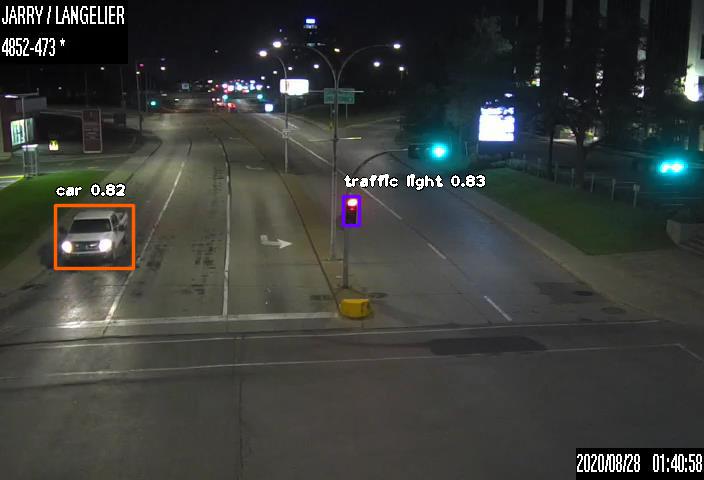 JARRY / LANGELIER
4852-473 *
car 0.82
traffic light 0.83
2020/08/28 01:40:58